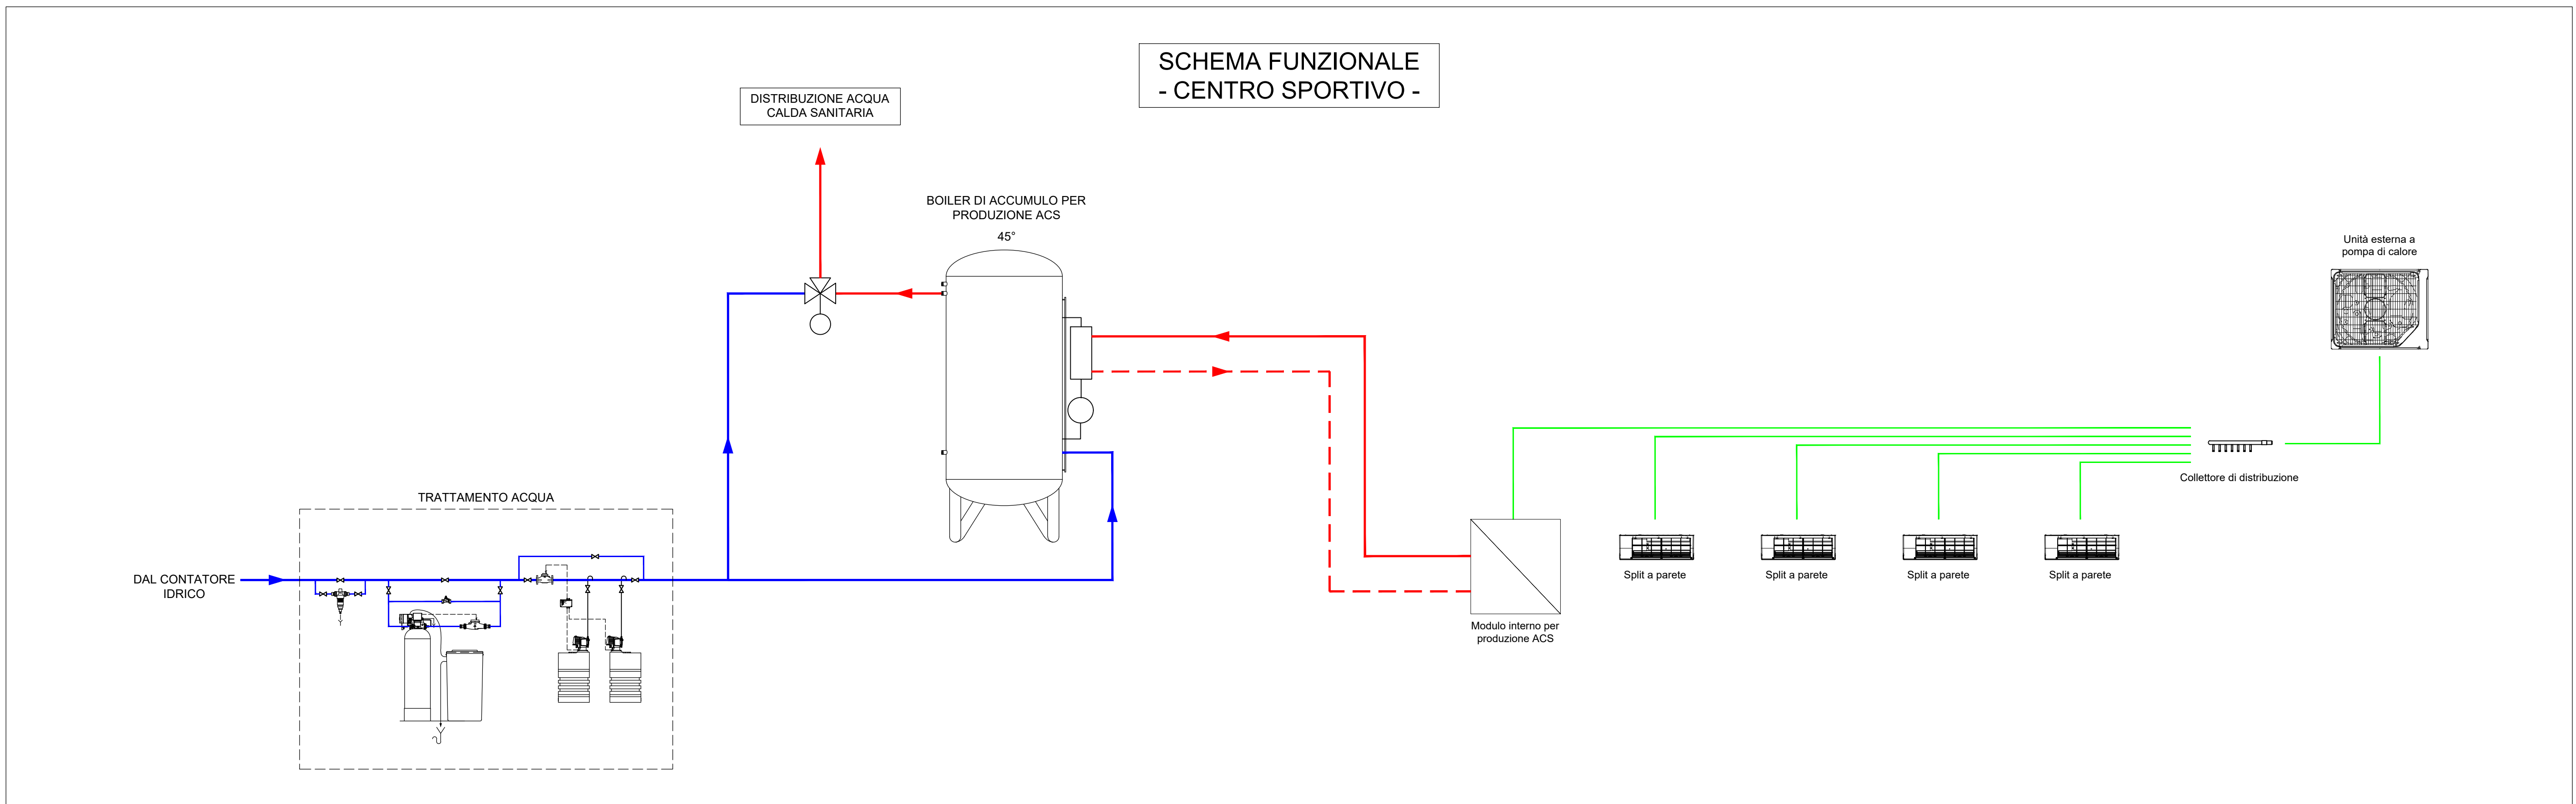 SCHEMA FUNZIONALE
- CENTRO SPORTIVO -
DISTRIBUZIONE ACQUA
CALDA SANITARIA
BOILER DI ACCUMULO PER
PRODUZIONE ACS
45°
Unità esterna a
pompa di calore
Collettore di distribuzione
TRATTAMENTO ACQUA
DAL CONTATORE
IDRICO
Split a parete
Split a parete
Split a parete
Split a parete
Modulo interno per
produzione ACS